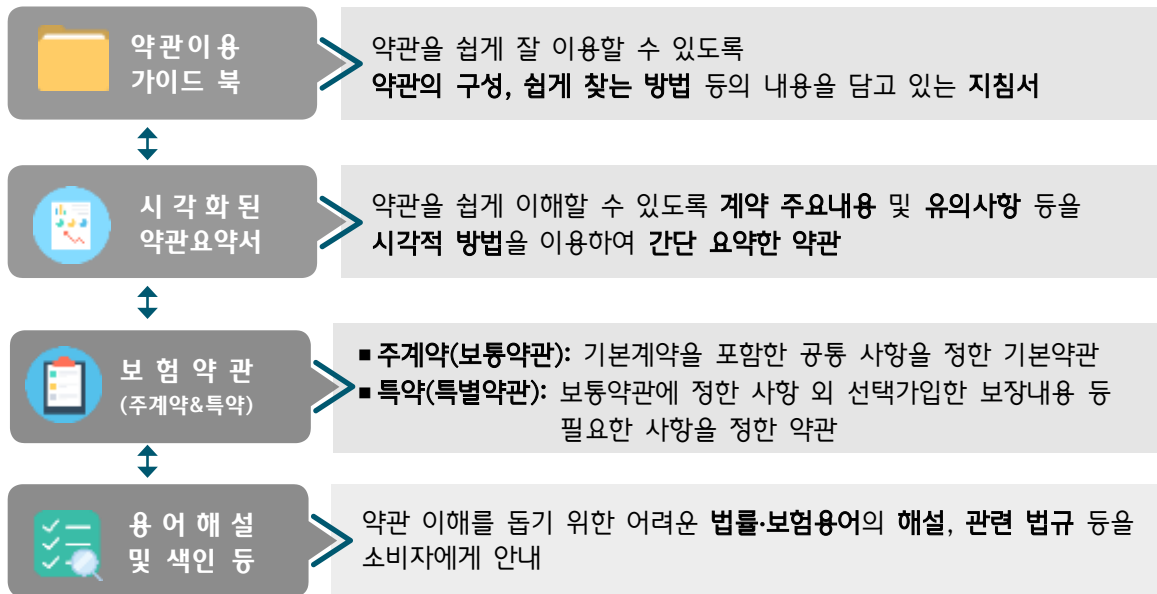 약관이용
가이드 북
약관을 쉽게 잘 이용할 수 있도록
약관의 구성, 쉽게 찾는 방법 등의 내용을 담고 있는 지침서
시각화된
약관요약서
약관을 쉽게 이해할 수 있도록 계약 주요내용 및 유의사항 등을
시각적 방법을 이용하여 간단 요약한 약관
보험약관
(주계약&특약)
▪주계약(보통약관): 기본계약을 포함한 공통 사항을 정한 기본약관
▪특약(특별약관): 보통약관에 정한 사항 외 선택가입한 보장내용 등
필요한 사항을 정한 약관
용어해설
및 색인 등
약관 이해를 돕기 위한 어려운 법률·보험용어의 해설, 관련 법규 등을
소비자에게 안내